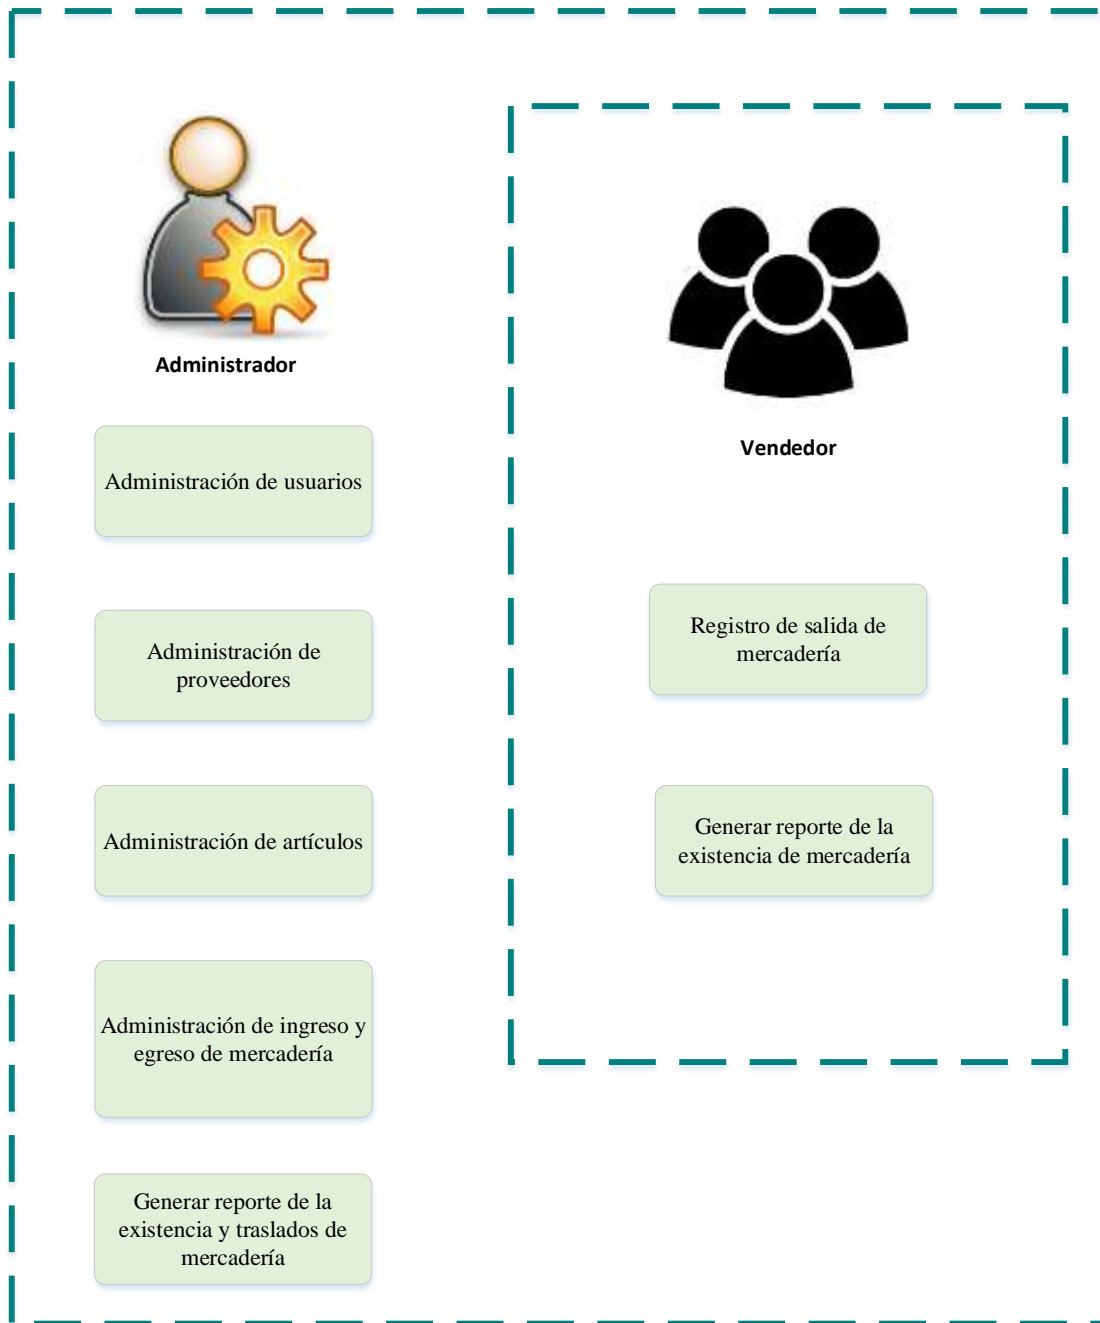 Administrador
Administración de usuarios
Administración de
proveedores
Administración de artículos
Administración de ingreso y
egreso de mercadería
Generar reporte de la
existencia y traslados de
mercadería
Vendedor
Registro de salida de
mercadería
Generar reporte de la
existencia de mercadería